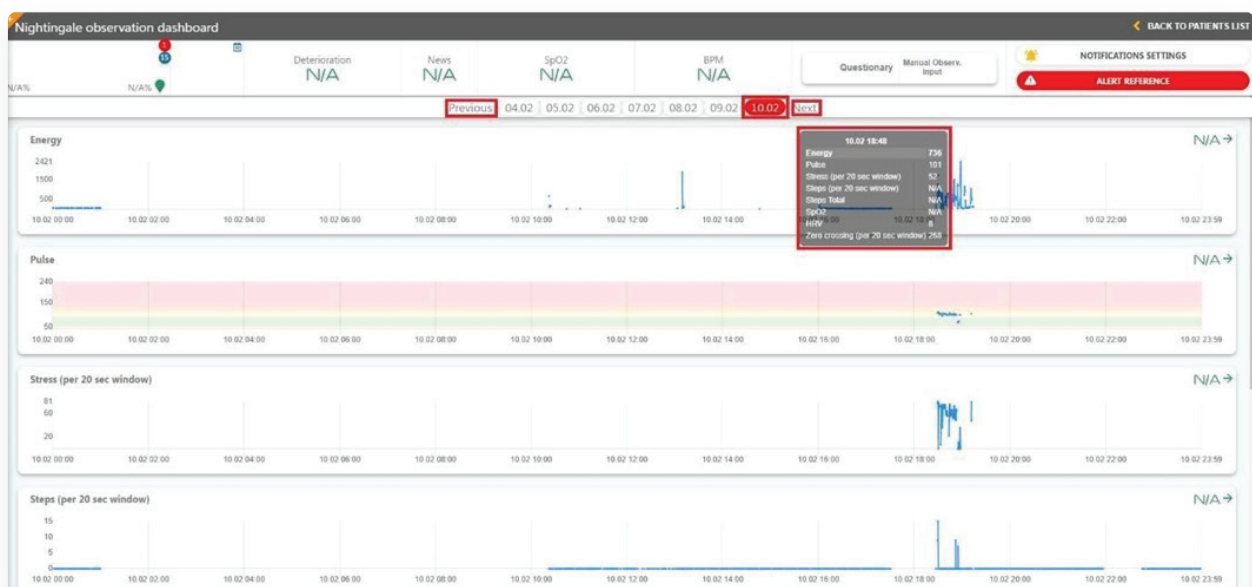 Nightingale observation dashboard
BACK TO PATIENTS LIST
1
15
N/A%
N/A%
Deterioration
N/A
News
N/A
SpO2
N/A
BPM
N/A
Questionary
Manual Observ.
Input
NOTIFICATIONS SETTINGS
ALERT REFERENCE
Previous 04.02 05.02 06.02 07.02 08.02 09.02 10.02 Next
Energy
N/A
2421
1500
500
10.02 00:00 10.02 02:00 10.02 04:00 10.02 06:00 10.02 08:00 10.02 10:00 10.02 12:00 10.02 14:00 10.02 18:00 10.02 20:00 10.02 22:00 10.02 23:59
10.02 18:48
Energy 736
Pulse 101
Stress (per 20 sec window) 52
Steps (per 20 sec window) N/A
Steps Total N/A
SpO2 N/A
HRV 8
Zero crossing (per 20 sec window) 268
Pulse
N/A
240
150
50
10.02 00:00 10.02 02:00 10.02 04:00 10.02 06:00 10.02 08:00 10.02 10:00 10.02 12:00 10.02 14:00 10.02 16:00 10.02 18:00 10.02 20:00 10.02 22:00 10.02 23:59
Stress (per 20 sec window)
N/A
81
60
20
10.02 00:00 10.02 02:00 10.02 04:00 10.02 06:00 10.02 08:00 10.02 10:00 10.02 12:00 10.02 14:00 10.02 16:00 10.02 18:00 10.02 20:00 10.02 22:00 10.02 23:59
Steps (per 20 sec window)
N/A
15
10
5
0
10.02 00:00 10.02 02:00 10.02 04:00 10.02 06:00 10.02 08:00 10.02 10:00 10.02 12:00 10.02 14:00 10.02 16:00 10.02 18:00 10.02 20:00 10.02 22:00 10.02 23:59